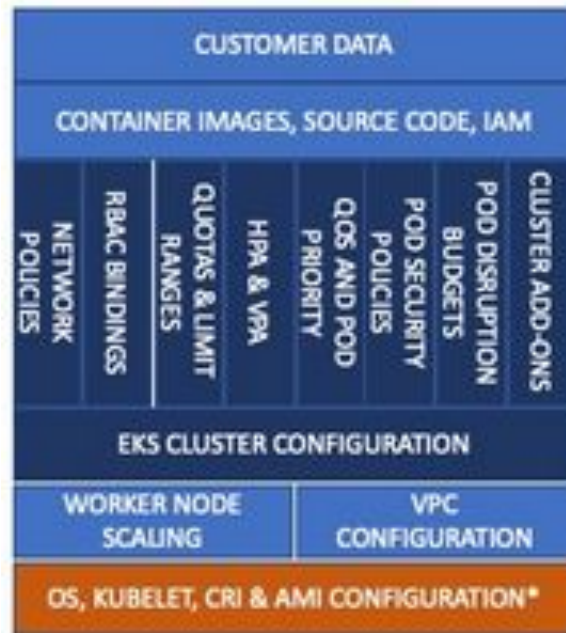 CUSTOMER DATA
CONTAINER IMAGES, SOURCE CODE, IAM
NETWORK
POLICIES
RBAC BINDINGS
QUOTAS & LIMIT
RANGES
HPA & VPA
QOS AND POD
PRIORITY
POD SECURITY
POLICIES
POD DISRUPTION
BUDGETS
CLUSTER ADD-ONS
EKS CLUSTER CONFIGURATION
WORKER NODE
SCALING
VPC
CONFIGURATION
OS, KUBELET, CRI & AMI CONFIGURATION*